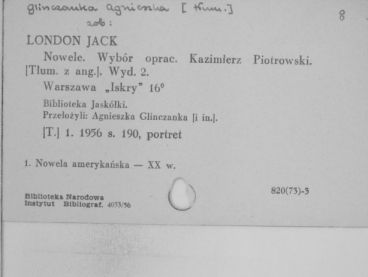 Glinczanka Agnieszka [tłum.]
8
zob:
LONDON JACK
Nowele. Wybór oprac. Kazimierz Piotrowski.
[Tłum. z ang.]. Wyd. 2.
Warszawa „Iskry" 16°
Biblioteka Jaskółki.
Przełożyli: Agnieszka Glinczanka [i in.].
[T.] 1. 1956 s. 190, portret
1. Nowela amerykańska — XX w.
820(73)-3
Biblioteka Narodowa
Instytut Bibliograf. 4053/56